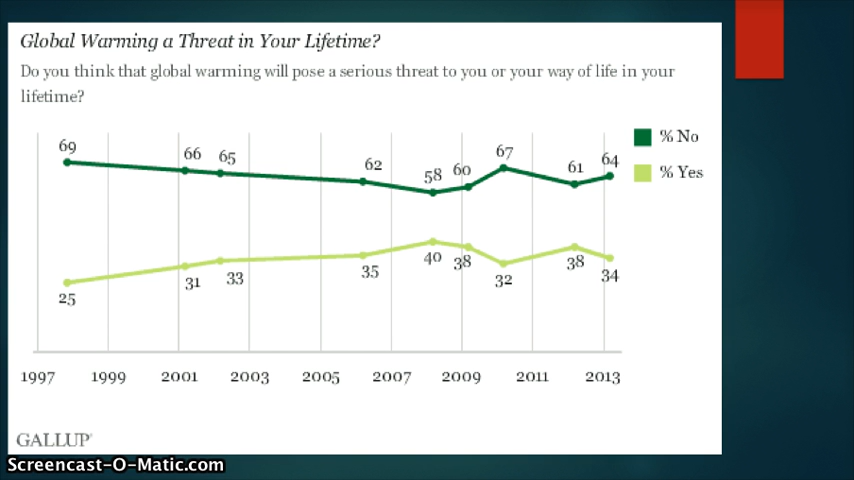 Global Warming a Threat in Your Lifetime?
Do you think that global warming will pose a serious threat to you or your way of life in your
lifetime?
% No
% Yes
69 66 65 62 58 60 67 61 64
25 31 33 35 40 38 32 38 34
1997 1999 2001 2003 2005 2007 2009 2011 2013
GALLUP'
Screencast-O-Matic.com